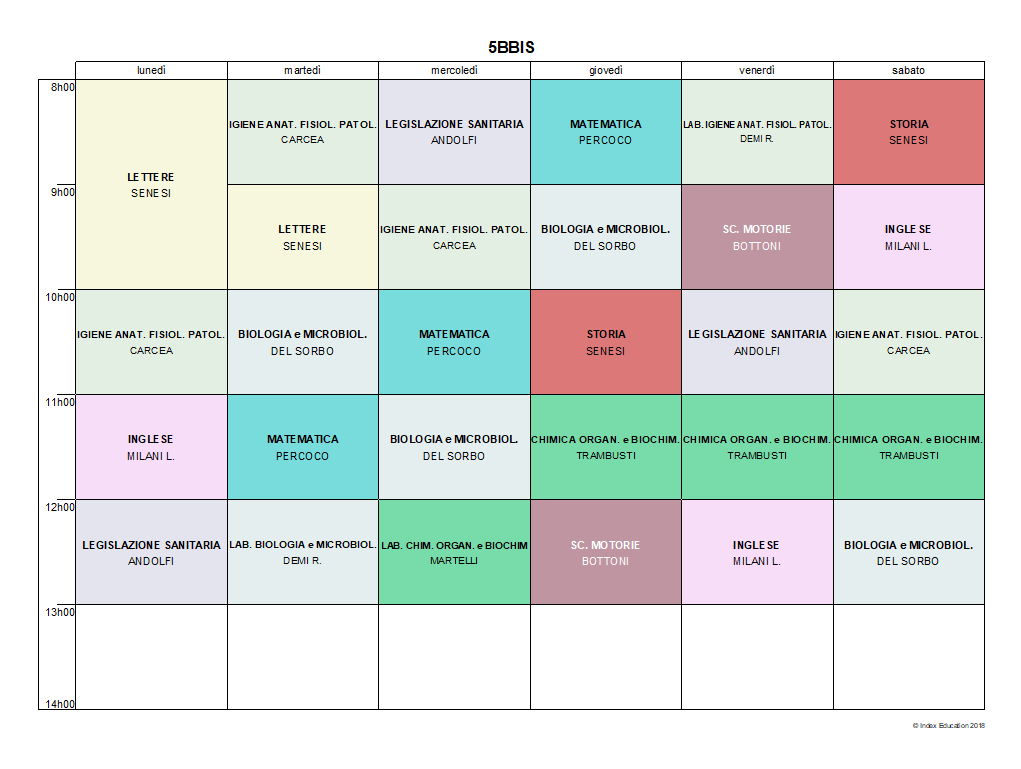 5BBIS
lunedì martedì mercoledì giovedì venerdì sabato
8h00
IGIENE ANAT. FISIOL. PATOL. LEGISLAZIONE SANITARIA MATEMATICA LAB. IGIENE ANAT. FISIOL. PATOL. STORIA
CARCEA ANDOLFI PERCOCO DEMI R. SENESI
LETTERE
SENESI
9h00
LETTERE IGIENE ANAT. FISIOL. PATOL. BIOLOGIA e MICROBIOL. SC. MOTORIE INGLESE
SENESI CARCEA DEL SORBO BOTTONI MILANI L.
10h00
IGIENE ANAT. FISIOL. PATOL. BIOLOGIA e MICROBIOL. MATEMATICA STORIA LEGISLAZIONE SANITARIA IGIENE ANAT. FISIOL. PATOL.
CARCEA DEL SORBO PERCOCO SENESI ANDOLFI CARCEA
11h00
INGLESE MATEMATICA BIOLOGIA e MICROBIOL. CHIMICA ORGAN. e BIOCHIM. CHIMICA ORGAN. e BIOCHIM. CHIMICA ORGAN. e BIOCHIM.
MILANI L. PERCOCO DEL SORBO TRAMBUSTI TRAMBUSTI TRAMBUSTI
12h00
LEGISLAZIONE SANITARIA LAB. BIOLOGIA e MICROBIOL. LAB. CHIM. ORGAN. e BIOCHIM SC. MOTORIE INGLESE BIOLOGIA e MICROBIOL.
ANDOLFI DEMI R. MARTELLI BOTTONI MILANI L. DEL SORBO
13h00
14h00
© Index Education 2018